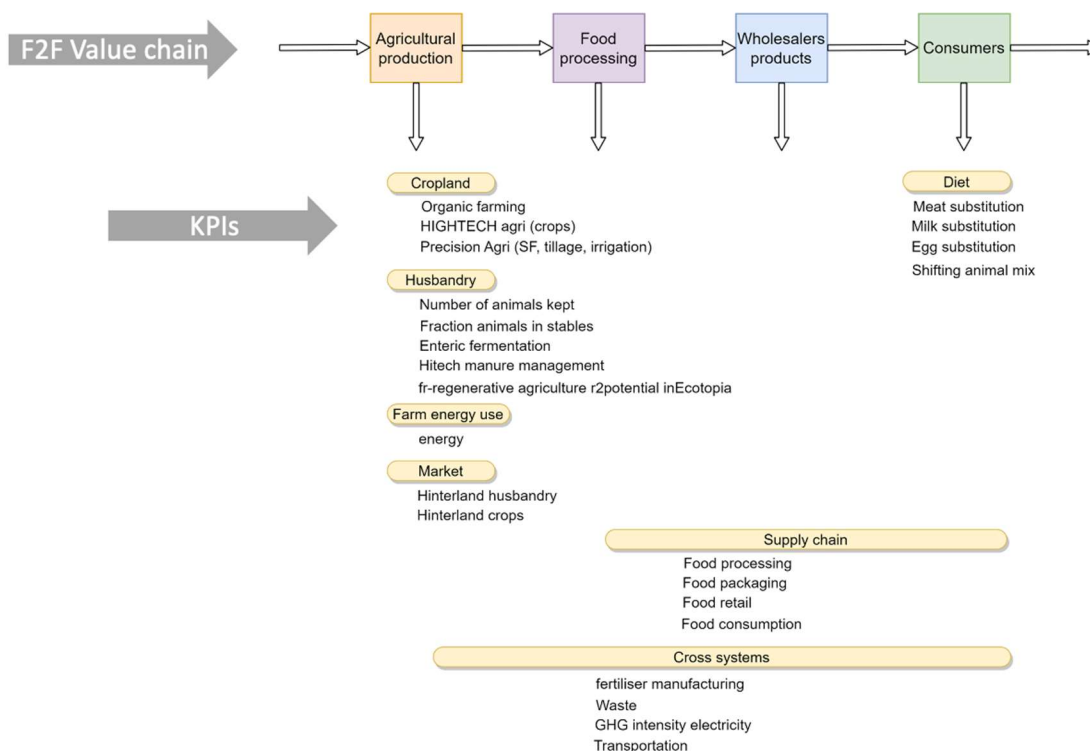 F2F Value chain
Agricultural
production
Food
processing
Wholesalers
products
Consumers
KPIs
Cropland
Organic farming
HIGHTECH agri (crops)
Precision Agri (SF, tillage, irrigation)
Husbandry
Number of animals kept
Fraction animals in stables
Enteric fermentation
Hitech manure management
fr-regenerative agriculture r2potential inEcotopia
Farm energy use
energy
Market
Hinterland husbandry
Hinterland crops
Diet
Meat substitution
Milk substitution
Egg substitution
Shifting animal mix
Supply chain
Food processing
Food packaging
Food retail
Food consumption
Cross systems
fertiliser manufacturing
Waste
GHG intensity electricity
Transportation